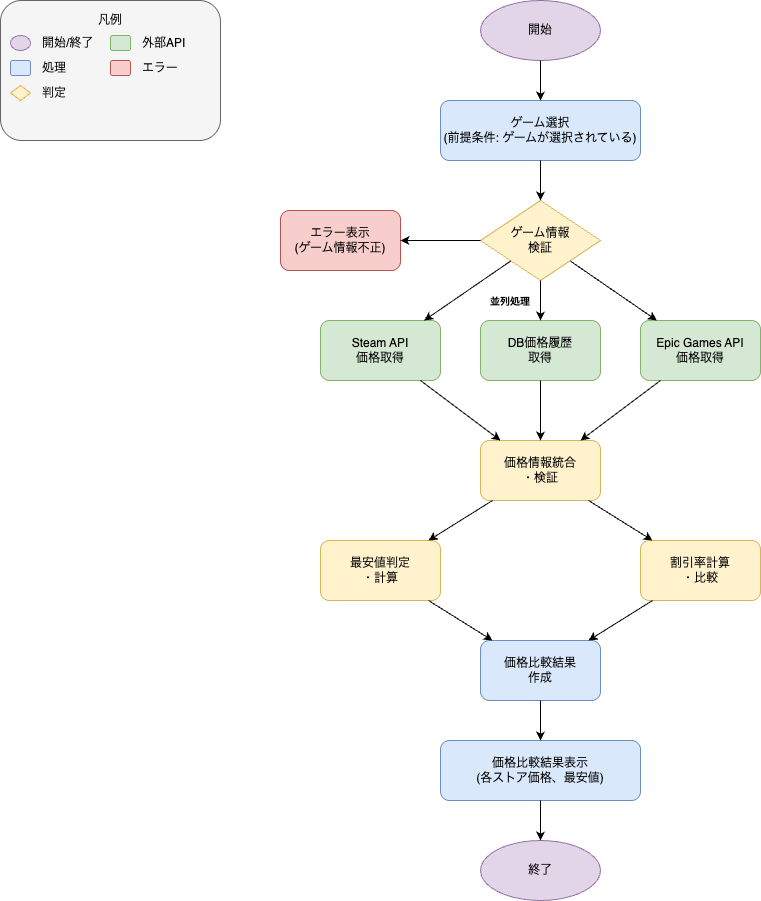 凡例
開始/終了
外部API
処理
エラー
判定
開始
ゲーム選択
(前提条件: ゲームが選択されている)
ゲーム情報
検証
エラー表示
(ゲーム情報不正)
並列処理
Steam API
価格取得
DB価格履歴
取得
Epic Games API
価格取得
価格情報統合
・検証
最安値判定
・計算
割引率計算
・比較
価格比較結果
作成
価格比較結果表示
(各ストア価格、最安値)
終了